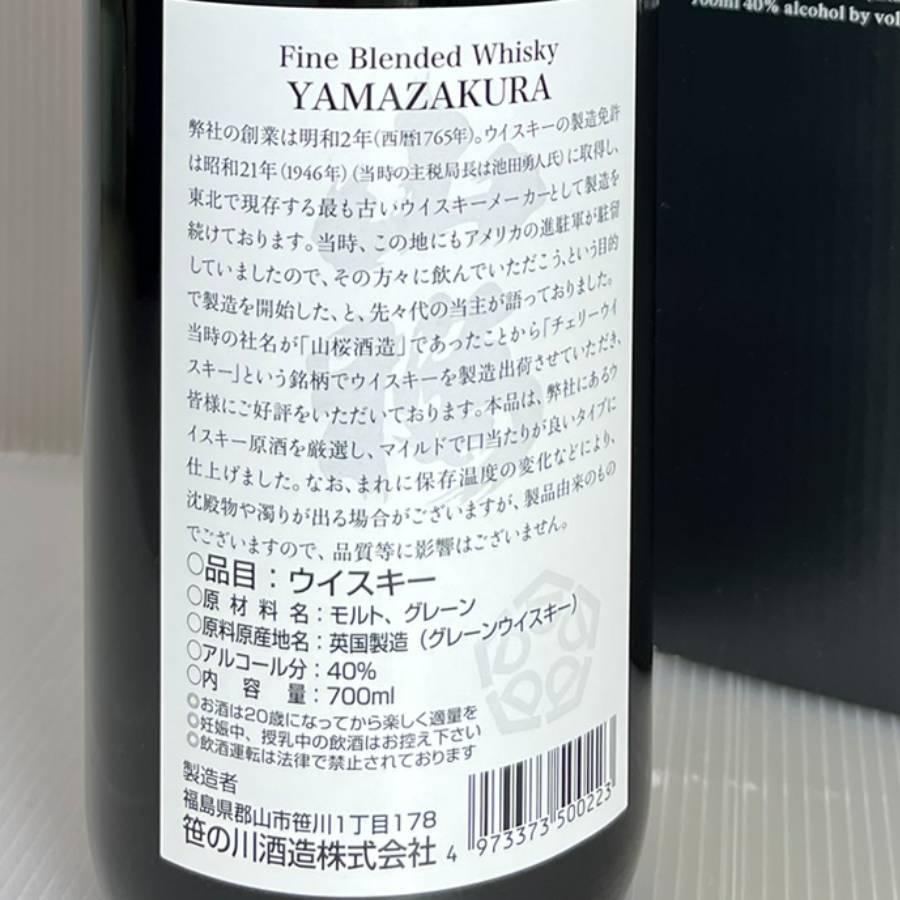 700ml 40% alcohol by vol
Fine Blended Whisky
YAMAZAKURA
弊社の創業は明和2年(西暦1765年)。ウイスキーの製造免許
は昭和21年(1946年)(当時の主税局長は池田勇人氏)に取得し、
東北で現存する最も古いウイスキーメーカーとして製造を
続けております。当時、この地にもアメリカの進駐軍が駐留
していましたので、その方々に飲んでいただこう、という目的
で製造を開始した、と、先々代の当主が語っておりました。
当時の社名が「山桜酒造」であったことから「チェリーウイ
スキー」という銘柄でウイスキーを製造出荷させていただき、
皆様にご好評をいただいております。本品は、弊社にあるウ
イスキー原酒を厳選し、マイルドで口当たりが良いタイプに
仕上げました。なお、まれに保存温度の変化などにより、
沈殿物や濁りが出る場合がございますが、製品由来のもの
でございますので、品質等に影響はございません。
○品目:ウイスキー
○原材料名:モルト、グレーン
○原料原産地名:英国製造(グレーンウイスキー)
○アルコール分:40%
○内容量:700ml
◎お酒は20歳になってから楽しく適量を
◎妊娠中、授乳中の飲酒はお控え下さい
◎飲酒運転は法律で禁止されております
製造者
福島県郡山市笹川1丁目178
笹の川酒造株式会社
4 973373 500223